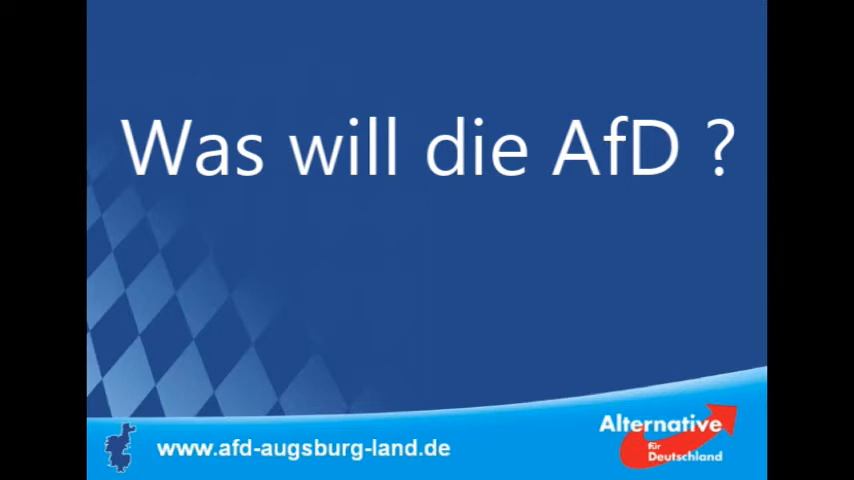 Was will die AfD ?
www.afd-augsburg-land.de
Alternative
für
Deutschland